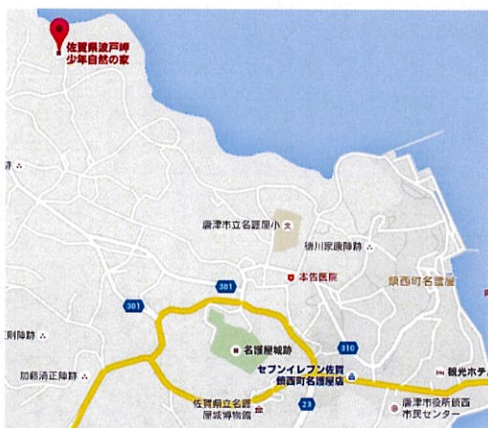 佐賀県波戸岬
少年自然の家
跡
唐津市立名護屋小
文
徳川家康陣跡
本告医院
鎮西町名護屋
301
301
則陣跡
名護屋城跡
310
セブンイレブン佐賀
鎮西町名護屋店
観光ホテ
加藤清正陣跡
佐賀県立名護
屋城博物館
23
唐津市役所鎮西
市民センター